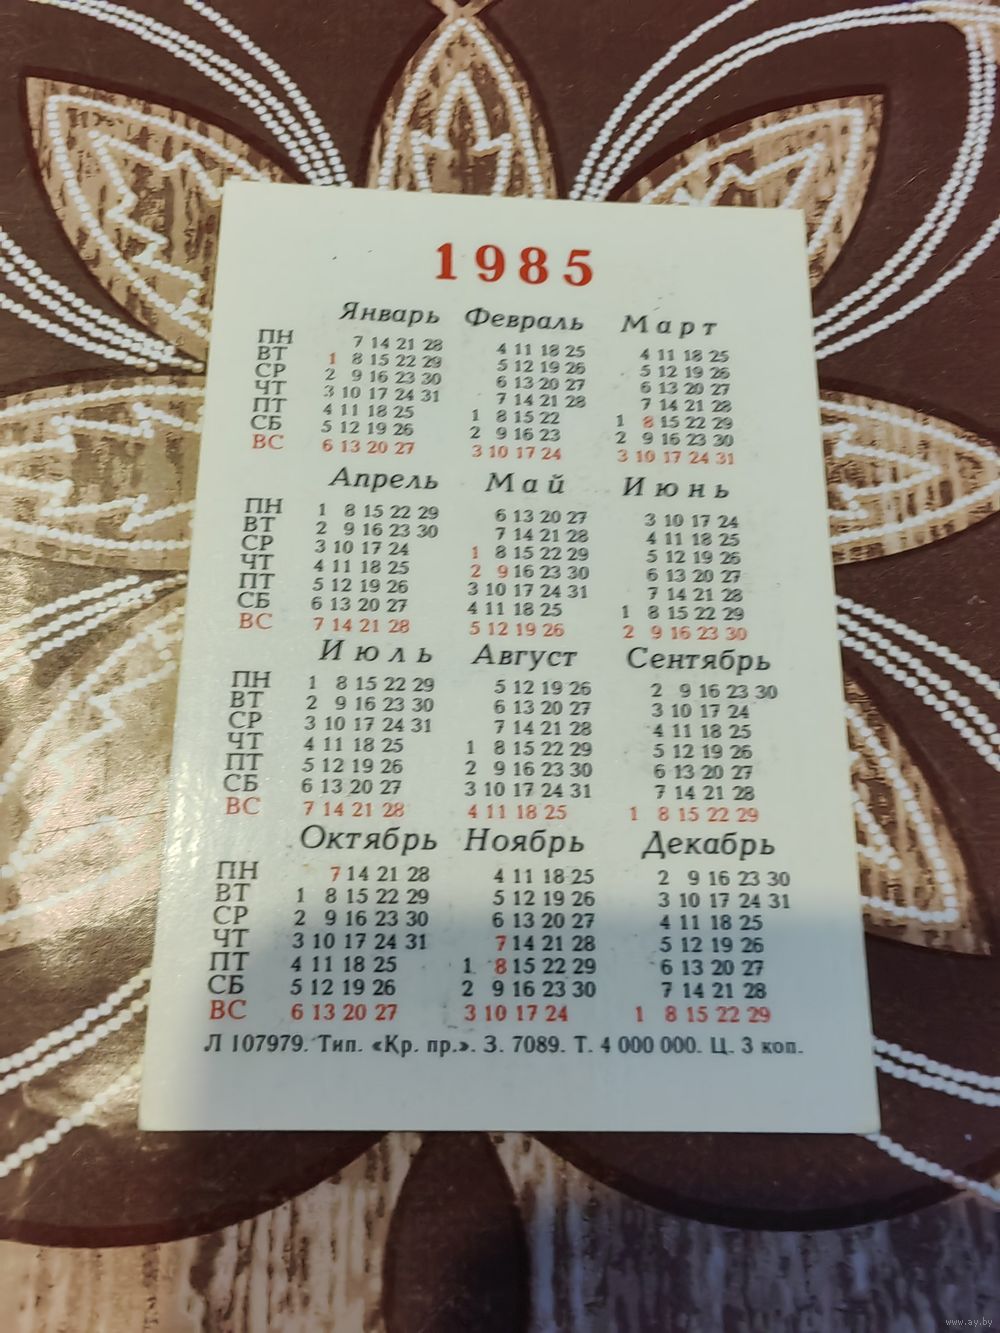 1985
Январь Февраль Март
ПН 7 14 21 28 4 11 18 25 4 11 18 25
ВТ 1 8 15 22 29 5 12 19 26 5 12 19 26
СР 2 9 16 23 30 6 13 20 27 6 13 20 27
ЧТ 3 10 17 24 31 7 14 21 28 7 14 21 28
ПТ 4 11 18 25 1 8 15 22 1 8 15 22 29
СБ 5 12 19 26 2 9 16 23 2 9 16 23 30
ВС 6 13 20 27 3 10 17 24 3 10 17 24 31
Апрель Май Июнь
ПН 1 8 15 22 29 6 13 20 27 3 10 17 24
ВТ 2 9 16 23 30 7 14 21 28 4 11 18 25
СР 3 10 17 24 1 8 15 22 29 5 12 19 26
ЧТ 4 11 18 25 2 9 16 23 30 6 13 20 27
ПТ 5 12 19 26 3 10 17 24 31 7 14 21 28
СБ 6 13 20 27 4 11 18 25 1 8 15 22 29
ВС 7 14 21 28 5 12 19 26 2 9 16 23 30
Июль Август Сентябрь
ПН 1 8 15 22 29 5 12 19 26 2 9 16 23 30
ВТ 2 9 16 23 30 6 13 20 27 3 10 17 24
СР 3 10 17 24 31 7 14 21 28 4 11 18 25
ЧТ 4 11 18 25 1 8 15 22 29 5 12 19 26
ПТ 5 12 19 26 2 9 16 23 30 6 13 20 27
СБ 6 13 20 27 3 10 17 24 31 7 14 21 28
ВС 7 14 21 28 4 11 18 25 1 8 15 22 29
Октябрь Ноябрь Декабрь
ПН 7 14 21 28 4 11 18 25 2 9 16 23 30
ВТ 1 8 15 22 29 5 12 19 26 3 10 17 24 31
СР 2 9 16 23 30 6 13 20 27 4 11 18 25
ЧТ 3 10 17 24 31 7 14 21 28 5 12 19 26
ПТ 4 11 18 25 1 8 15 22 29 6 13 20 27
СБ 5 12 19 26 2 9 16 23 30 7 14 21 28
ВС 6 13 20 27 3 10 17 24 1 8 15 22 29
Л 107979. Тип. «Кр. пр.». З. 7089. Т. 4 000 000. Ц. 3 коп.
www.ay.by